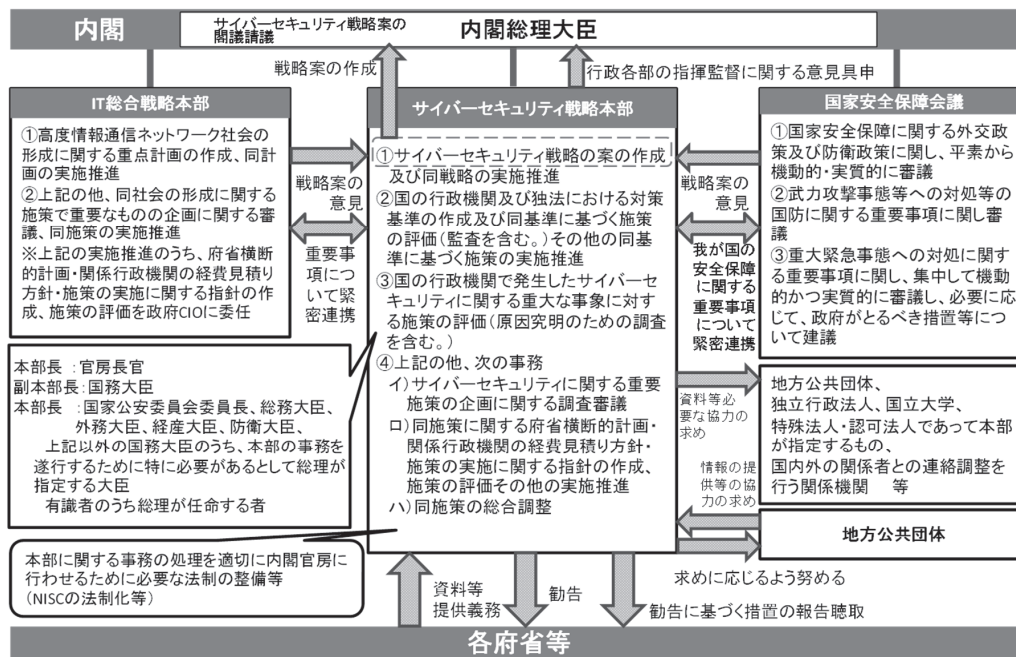 内閣
サイバーセキュリティ戦略案の
閣議請議
内閣総理大臣
戦略案の作成
行政各部の指揮監督に関する意見具申
IT総合戦略本部
①高度情報通信ネットワーク社会の
形成に関する重点計画の作成、同計
画の実施推進
②上記の他、同社会の形成に関する
施策で重要なものの企画に関する審
議、同施策の実施推進
※上記の実施推進のうち、府省横断
的計画・関係行政機関の経費見積り
方針・施策の実施に関する指針の作
成、施策の評価を政府CIOに委任
戦略案の
意見
重要事
項につ
いて緊
密連携
サイバーセキュリティ戦略本部
①サイバーセキュリティ戦略の案の作成
及び同戦略の実施推進
②国の行政機関及び独法における対策
基準の作成及び同基準に基づく施策
の評価(監査を含む。)その他の同基
準に基づく施策の実施推進
③国の行政機関で発生したサイバーセ
キュリティに関する重大な事象に対す
る施策の評価(原因究明のための調査
を含む。)
④上記の他、次の事務
イ)サイバーセキュリティに関する重要
施策の企画に関する調査審議
ロ)同施策に関する府省横断的計画・
関係行政機関の経費見積り方針・
施策の実施に関する指針の作成、
施策の評価その他の実施推進
ハ)同施策の総合調整
戦略案の
意見
我が国の
安全保障
に関する
重要事項
について
緊密連携
国家安全保障会議
①国家安全保障に関する外交政
策及び防衛政策に関し、平素から
機動的・実質的に審議
②武力攻撃事態等への対処等の
国防に関する重要事項に関し審
議
③重大緊急事態への対処に関す
る重要事項に関し、集中して機動
的かつ実質的に審議し、必要に応
じて、政府がとるべき措置等につ
いて建議
本部長 :官房長官
副本部長:国務大臣
本部長 :国家公安委員会委員長、総務大臣、
外務大臣、経産大臣、防衛大臣、
上記以外の国務大臣のうち、本部の事務を
遂行するために特に必要があるとして総理が
指定する大臣
有識者のうち総理が任命する者
本部に関する事務の処理を適切に内閣官房に
行わせるために必要な法制の整備等
(NISCの法制化等)
資料等必
要な協力の
求め
地方公共団体、
独立行政法人、国立大学、
特殊法人・認可法人であって本部
が指定するもの、
国内外の関係者との連絡調整を
行う関係機関 等
情報の提
供等の協
力の求め
地方公共団体
求めに応じるよう努める
資料等
提供義務
勧告
勧告に基づく措置の報告聴取
各府省等